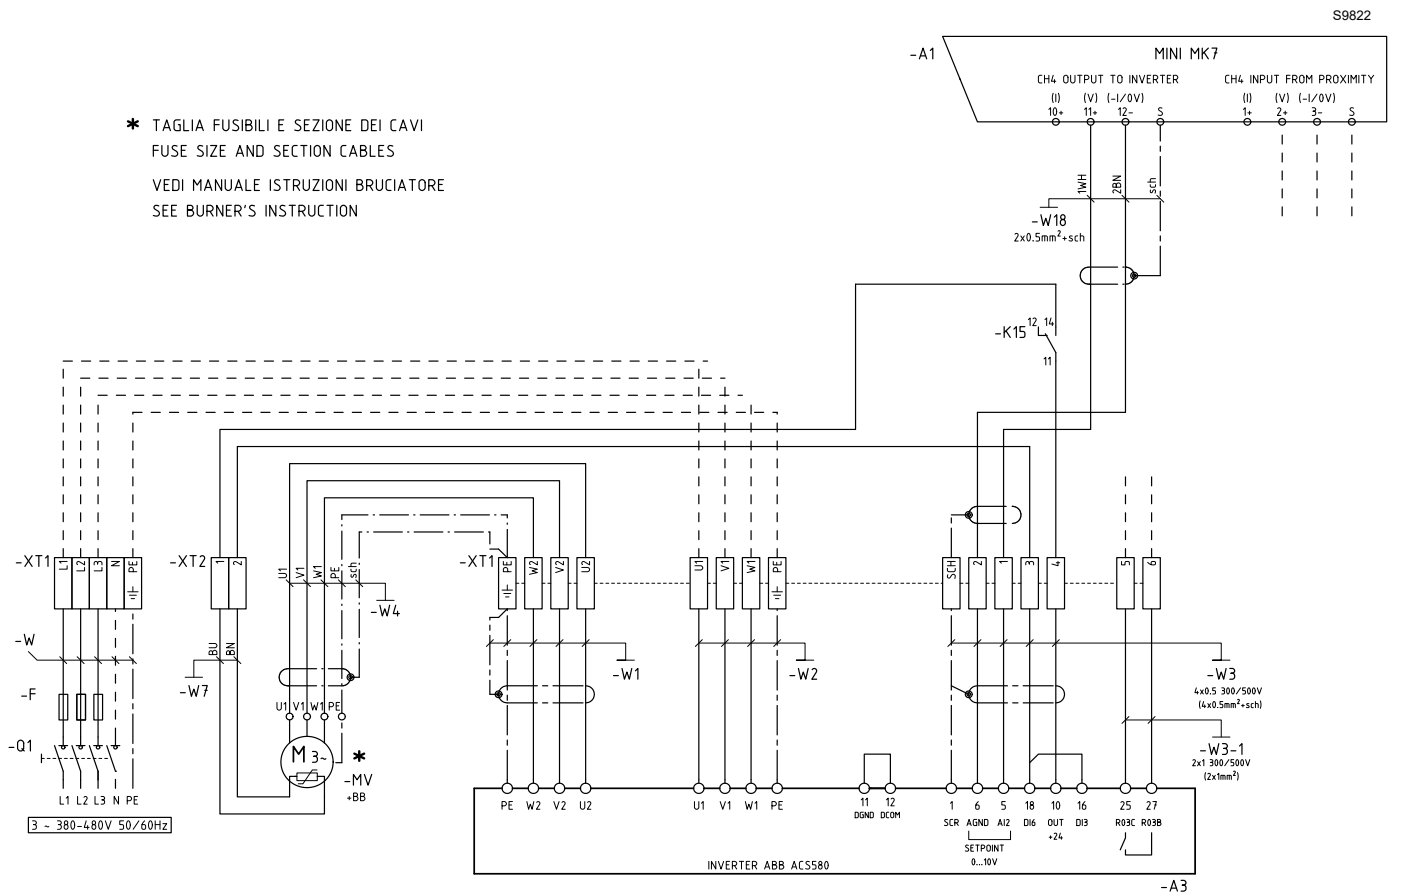 S9822
-A1
MINI MK7
CH4 OUTPUT TO INVERTER
CH4 INPUT FROM PROXIMITY
(I) (V) (-I/0V)
(I) (V) (-I/0V)
10+ 11+ 12- S
1+ 2+ 3- S
* TAGLIA FUSIBILI E SEZIONE DEI CAVI
FUSE SIZE AND SECTION CABLES
VEDI MANUALE ISTRUZIONI BRUCIATORE
SEE BURNER'S INSTRUCTION
1WH 2BN sch
-W18
2x0.5mm²+sch
-K15
12 14
11
-XT1
L1 L2 L3 N PE
-XT2
1 2
U1 V1 W1 PE sch
-W4
-XT1
PE W2 V2 U2
U1 V1 W1 PE
SCH 2 1 3 4 5 6
-W
BU BN
-W7
-W1
-W2
-W3
4x0.5 300/500V
(4x0.5mm²+sch)
-F
U1 V1 W1 PE
-Q1
M 3~
*
-MV
+BB
-W3-1
2x1 300/500V
(2x1mm²)
L1 L2 L3 N PE
3 ~ 380-480V 50/60Hz
PE W2 V2 U2
U1 V1 W1 PE
11 12
DGND DCOM
1 6 5 18 10 16 25 27
SCR AGND AI2 DI6 OUT DI3 RO3C RO3B
+24
SETPOINT
0...10V
INVERTER ABB ACS580
-A3